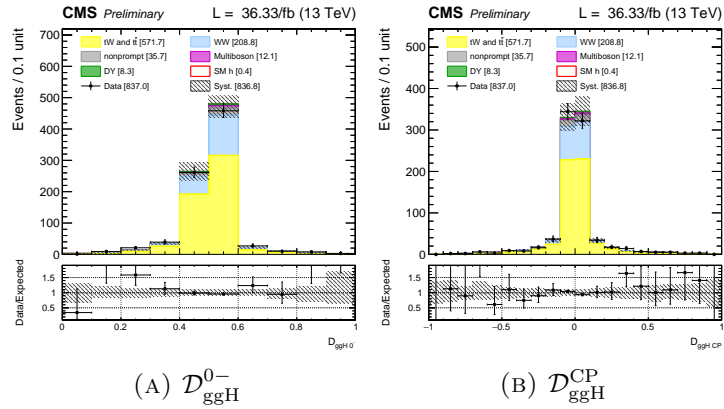 CMS Preliminary L = 36.33/fb (13 TeV)
Events / 0.1 unit
700
600
500
400
300
200
100
0
tW and tt̄ [571.7] WW [208.8]
nonprompt [35.7] Multiboson [12.1]
DY [8.3] SM h [0.4]
Data [837.0] Syst. [836.8]
Data/Expected
1.5
1
0.5
0 0.2 0.4 0.6 0.8 1
D ggH 0-
(A) 𝒟 0− ggH
CMS Preliminary L = 36.33/fb (13 TeV)
Events / 0.1 unit
500
400
300
200
100
0
tW and tt̄ [571.7] WW [208.8]
nonprompt [35.7] Multiboson [12.1]
DY [8.3] SM h [0.4]
Data [837.0] Syst. [836.8]
Data/Expected
1.5
1
0.5
−1 −0.5 0 0.5 1
D ggH CP
(B) 𝒟 CP ggH